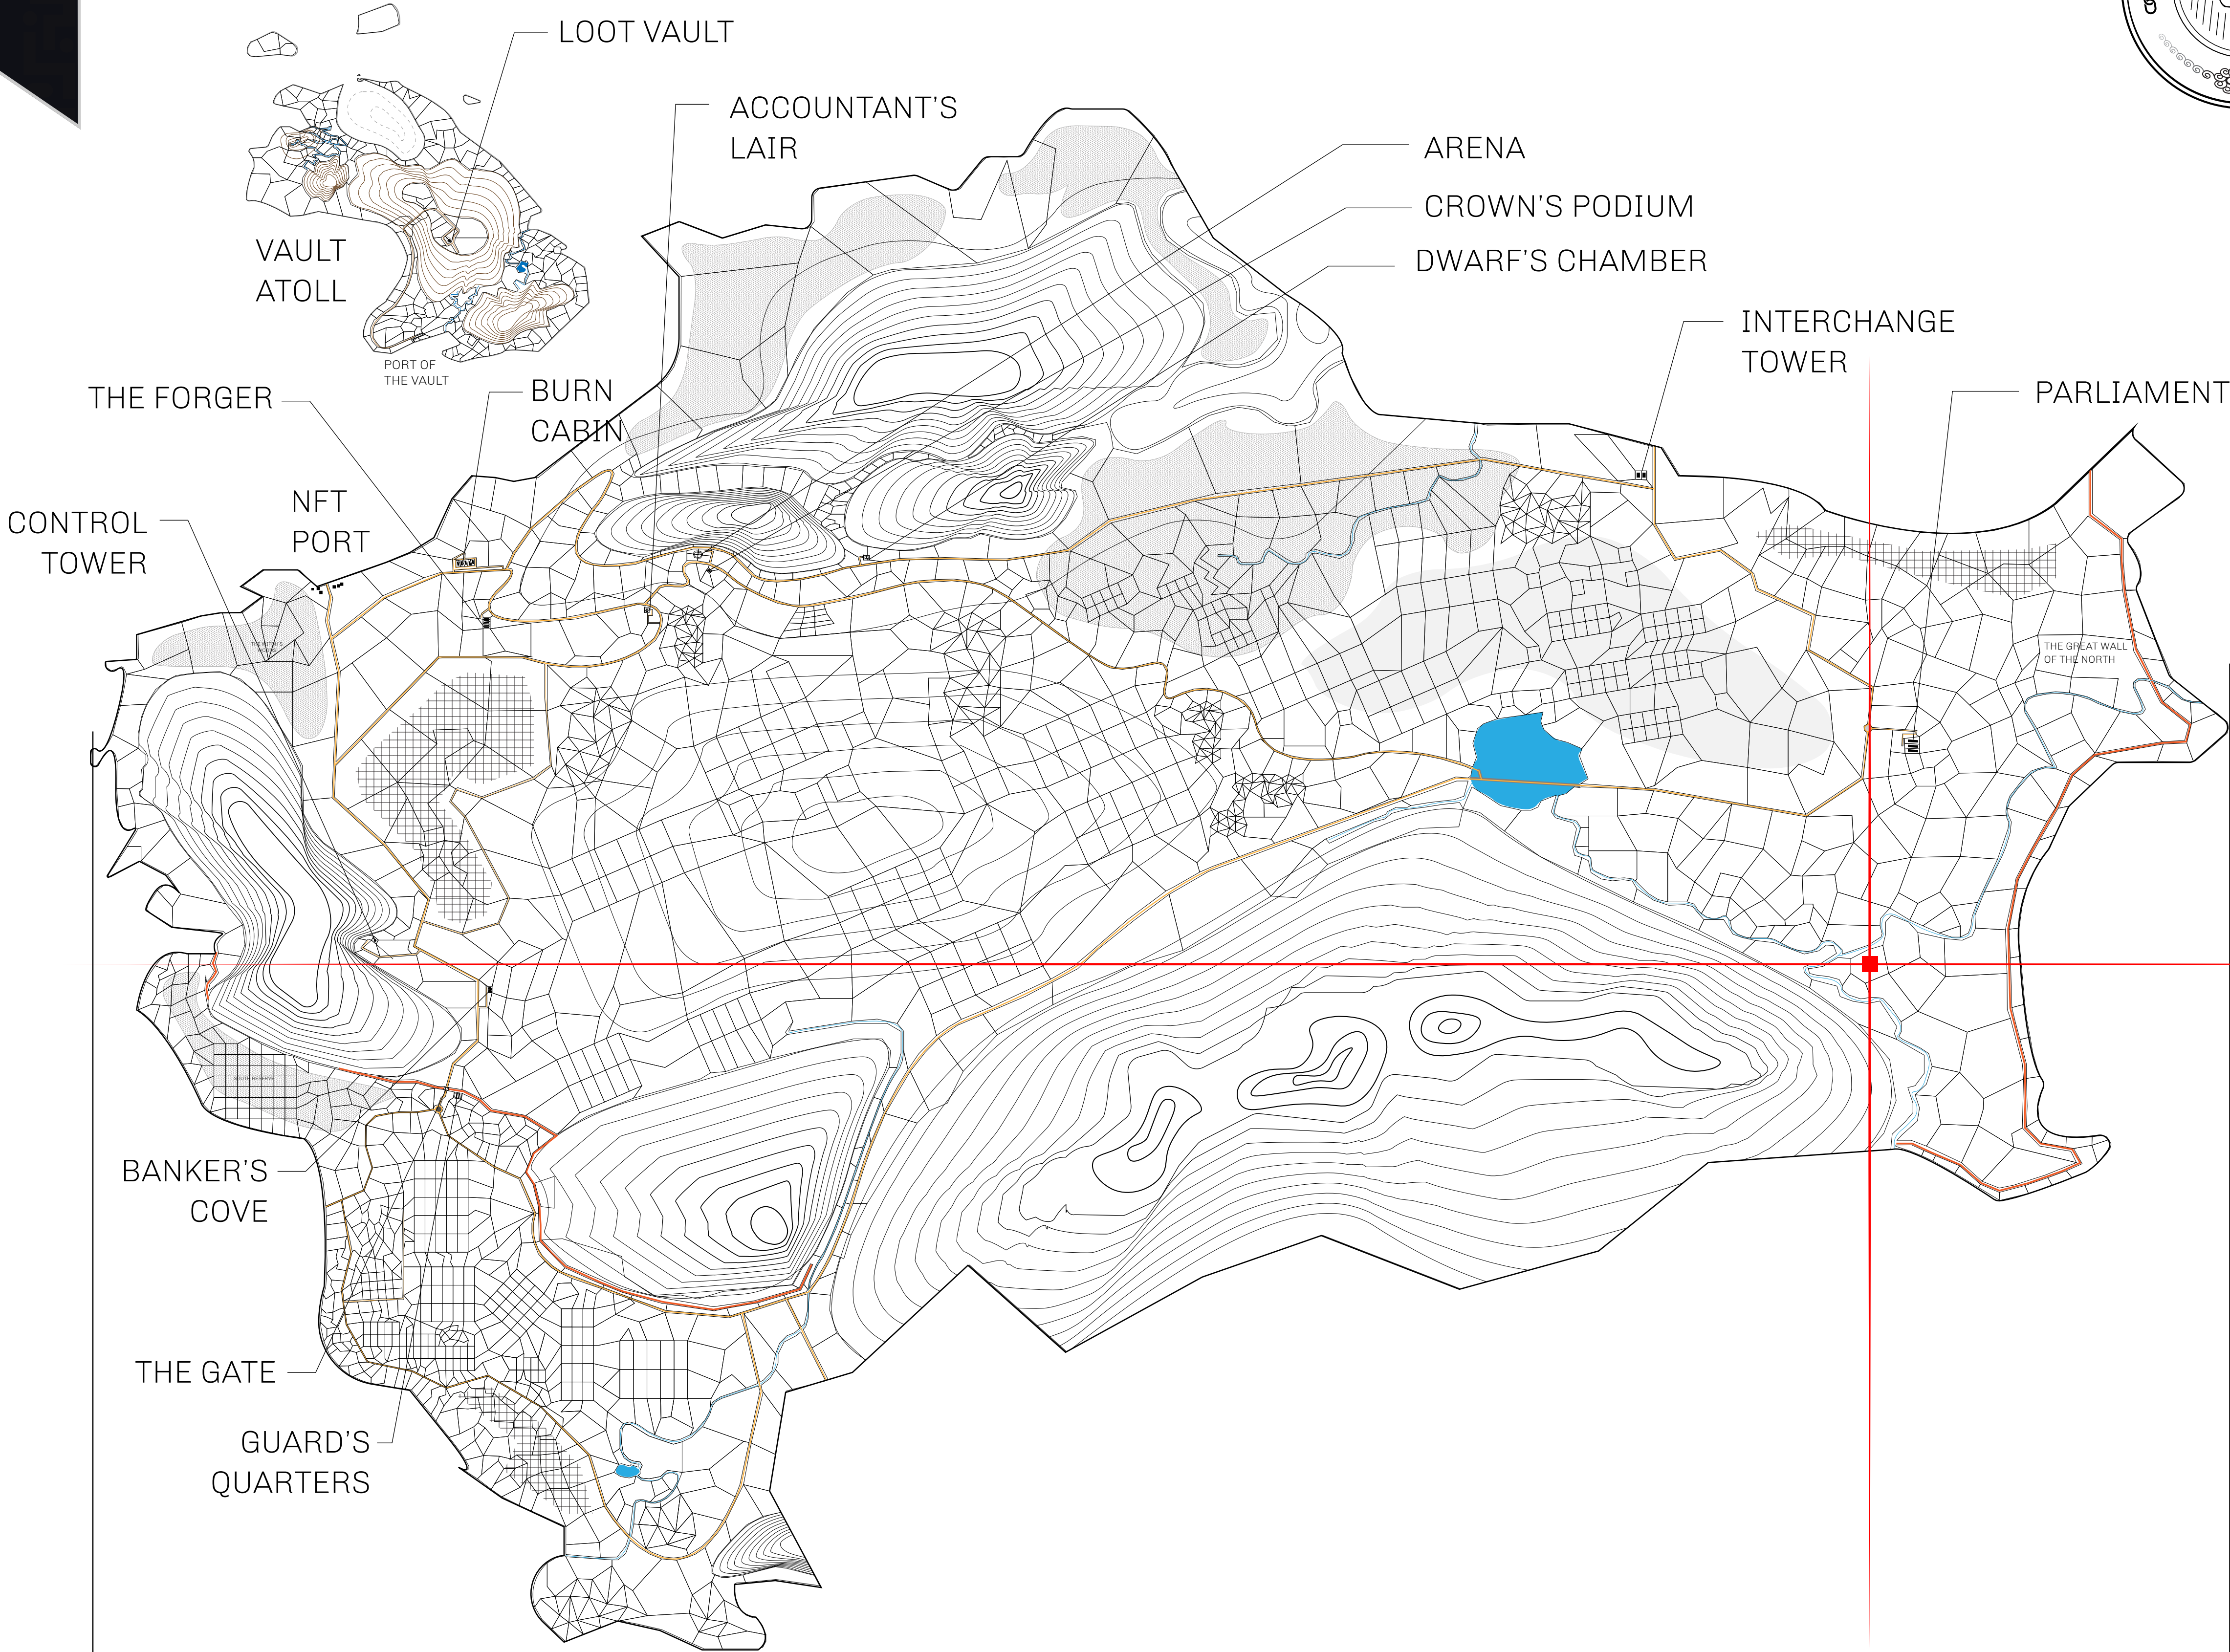 LOOT VAULT
ACCOUNTANT'S
LAIR
ARENA
CROWN'S PODIUM
DWARF'S CHAMBER
VAULT
ATOLL
INTERCHANGE
TOWER
PORT OF
THE VAULT
THE FORGER
BURN
CABIN
PARLIAMENT
NFT
PORT
CONTROL
TOWER
THE GREAT WALL
OF THE NORTH
SOUTH RESERVE
BANKER'S
COVE
THE GATE
GUARD'S
QUARTERS